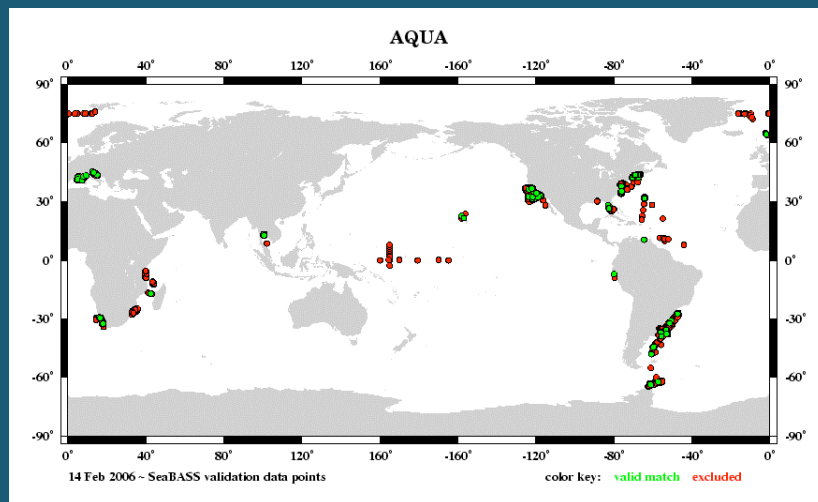 AQUA
0° 40° 80° 120° 160° -160° -120° -80° -40° 0°
90° 90°
60° 60°
30° 30°
0° 0°
-30° -30°
-60° -60°
-90° -90°
0° 40° 80° 120° 160° -160° -120° -80° -40° 0°
14 Feb 2006 ~ SeaBASS validation data points color key: valid match excluded